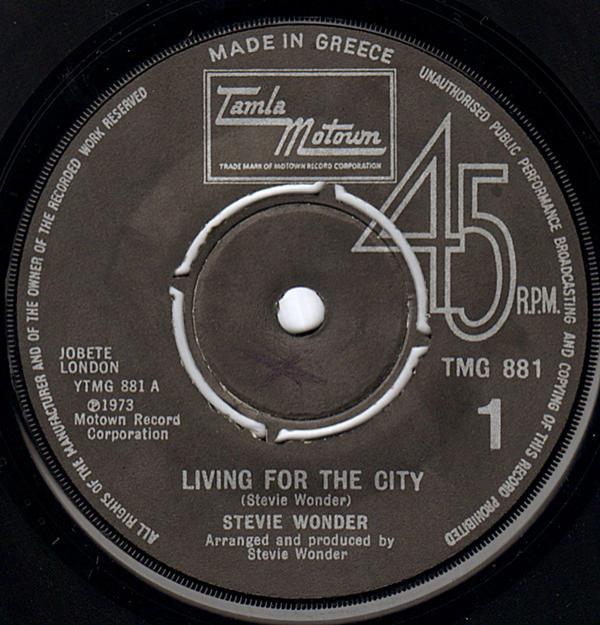 MADE IN GREECE
UNAUTHORISED PUBLIC PERFORMANCE BROADCASTING AND COPYING OF THIS RECORD PROHIBITED
ALL RIGHTS OF THE MANUFACTURER AND OF THE OWNER OF THE RECORDED WORK RESERVED
Tamla
Motown
TRADE MARK OF MOTOWN RECORD CORPORATION
45
R.P.M.
JOBETE
LONDON
YTMG 881 A
℗1973
Motown Record
Corporation
TMG 881
1
LIVING FOR THE CITY
(Stevie Wonder)
STEVIE WONDER
Arranged and produced by
Stevie Wonder